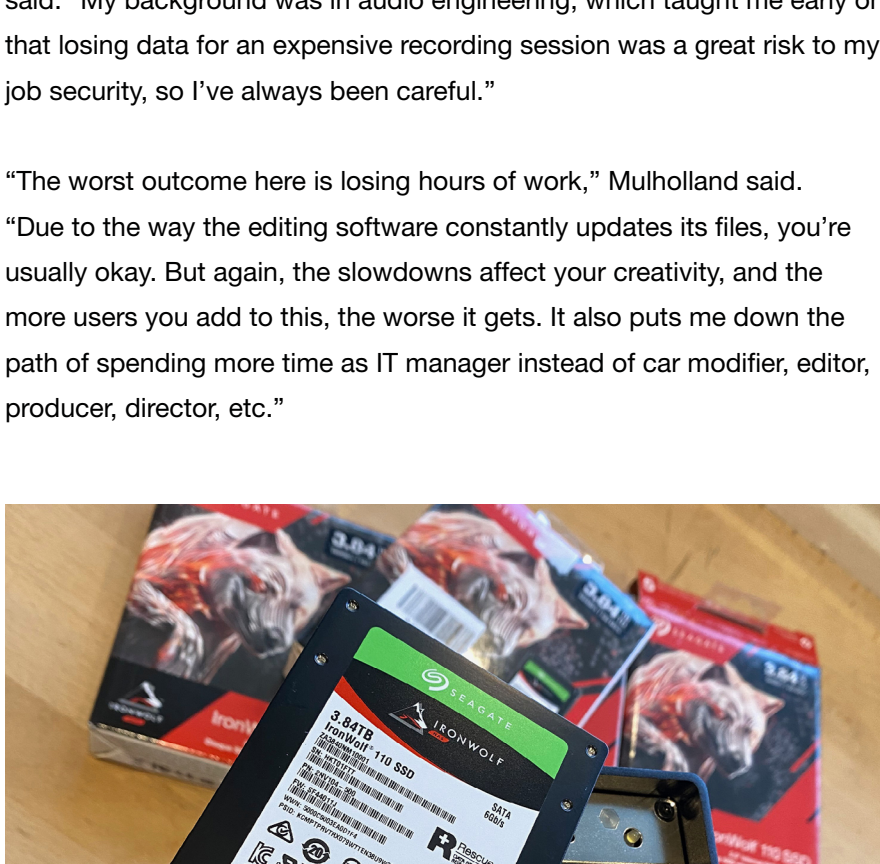 said. “My background was in audio engineering, which taught me early on
that losing data for an expensive recording session was a great risk to my
job security, so I’ve always been careful.”
“The worst outcome here is losing hours of work,” Mulholland said.
“Due to the way the editing software constantly updates its files, you’re
usually okay. But again, the slowdowns affect your creativity, and the
more users you add to this, the worse it gets. It also puts me down the
path of spending more time as IT manager instead of car modifier, editor,
producer, director, etc.”
3.84
3.84
SEAGATE
3.84
IRONWOLF
SEAGATE
IRONWOLF
3.84TB
IronWolf® 110 SSD
SATA
6Gb/s
IronWolf 110 SSD